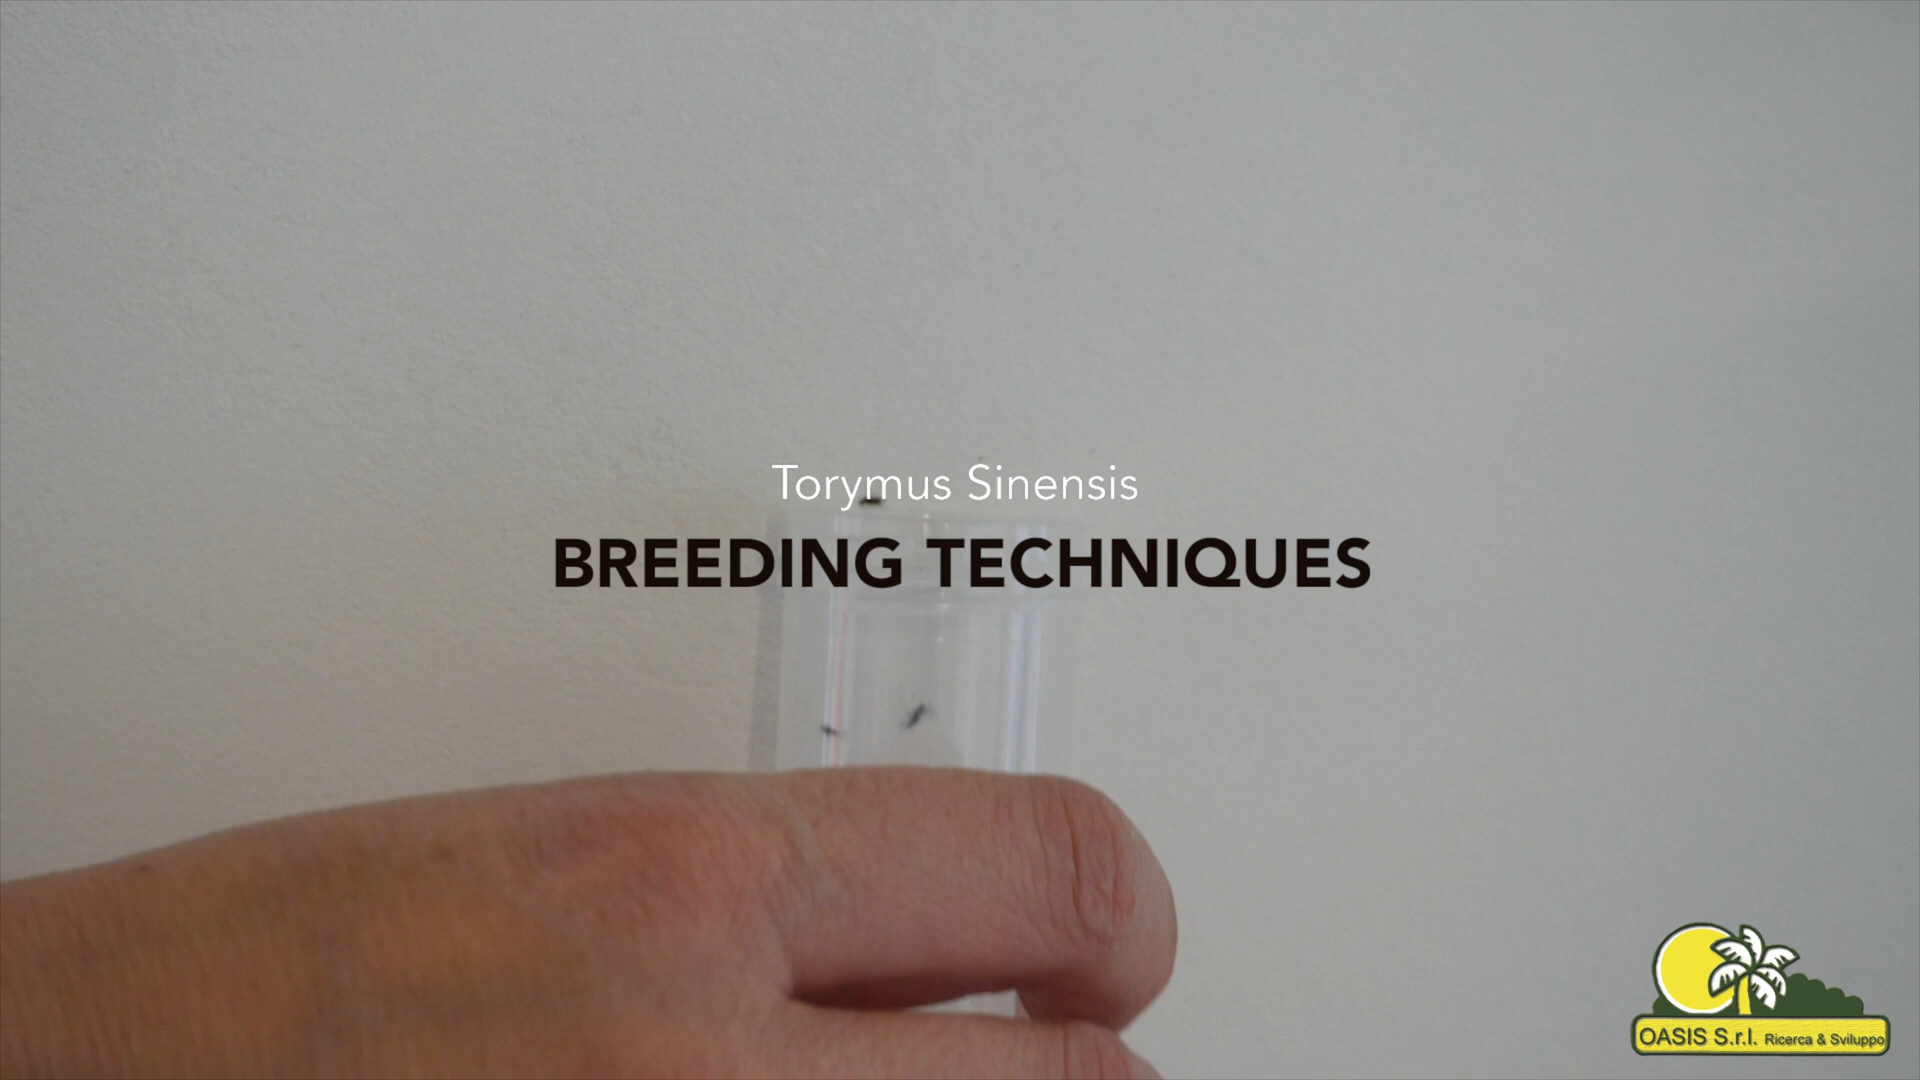 Torymus Sinensis
BREEDING TECHNIQUES
OASIS S.r.l. Ricerca & Sviluppo